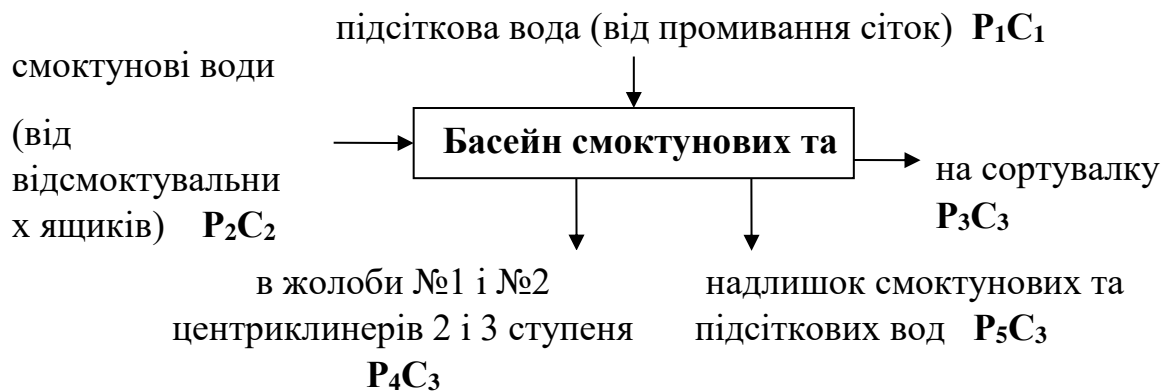 підсіткова вода (від промивання сіток) P₁C₁
смоктунові води
(від
відсмоктувальни
х ящиків) P₂C₂
Басейн смоктунових та
на сортувалку
P₃C₃
в жолоби №1 і №2
центриклинерів 2 і 3 ступеня
P₄C₃
надлишок смоктунових та
підсіткових вод P₅C₃